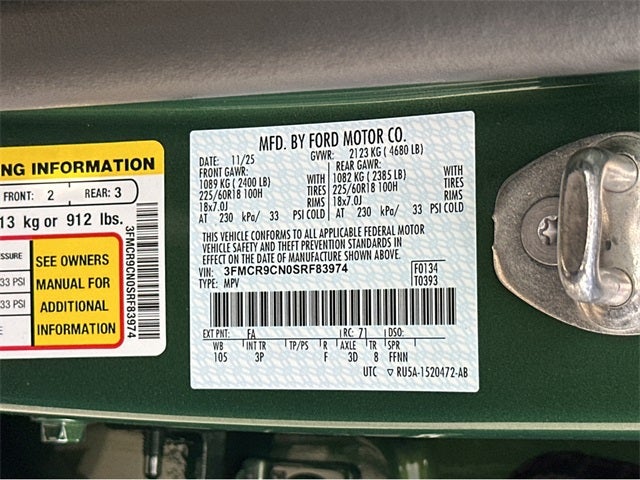 NG INFORMATION
FRONT: 2 REAR: 3
13 kg or 912 lbs.
33 PSI
33 PSI
SEE OWNERS
MANUAL FOR
ADDITIONAL
INFORMATION
3FMCR9CN0SRF83974
MFD. BY FORD MOTOR CO.
DATE: 11/25 GVWR: 2123 KG ( 4680 LB)
FRONT GAWR: REAR GAWR:
1089 KG ( 2400 LB) WITH 1082 KG ( 2385 LB) WITH
225/60R18 100H TIRES 225/60R18 100H TIRES
18x7.0J RIMS 18x7.0J RIMS
AT 230 kPa/ 33 PSI COLD AT 230 kPa/ 33 PSI COLD
THIS VEHICLE CONFORMS TO ALL APPLICABLE FEDERAL MOTOR
VEHICLE SAFETY AND THEFT PREVENTION STANDARDS IN
EFFECT ON THE DATE OF MANUFACTURE SHOWN ABOVE.
VIN: 3FMCR9CN0SRF83974 F0134
TYPE: MPV T0393
EXT PNT: FA RC: 71 DSO:
WB INT TR TP/PS R AXLE TR SPR
105 3P F 3D 8 FFNN
UTC ▽ RU5A-1520472-AB